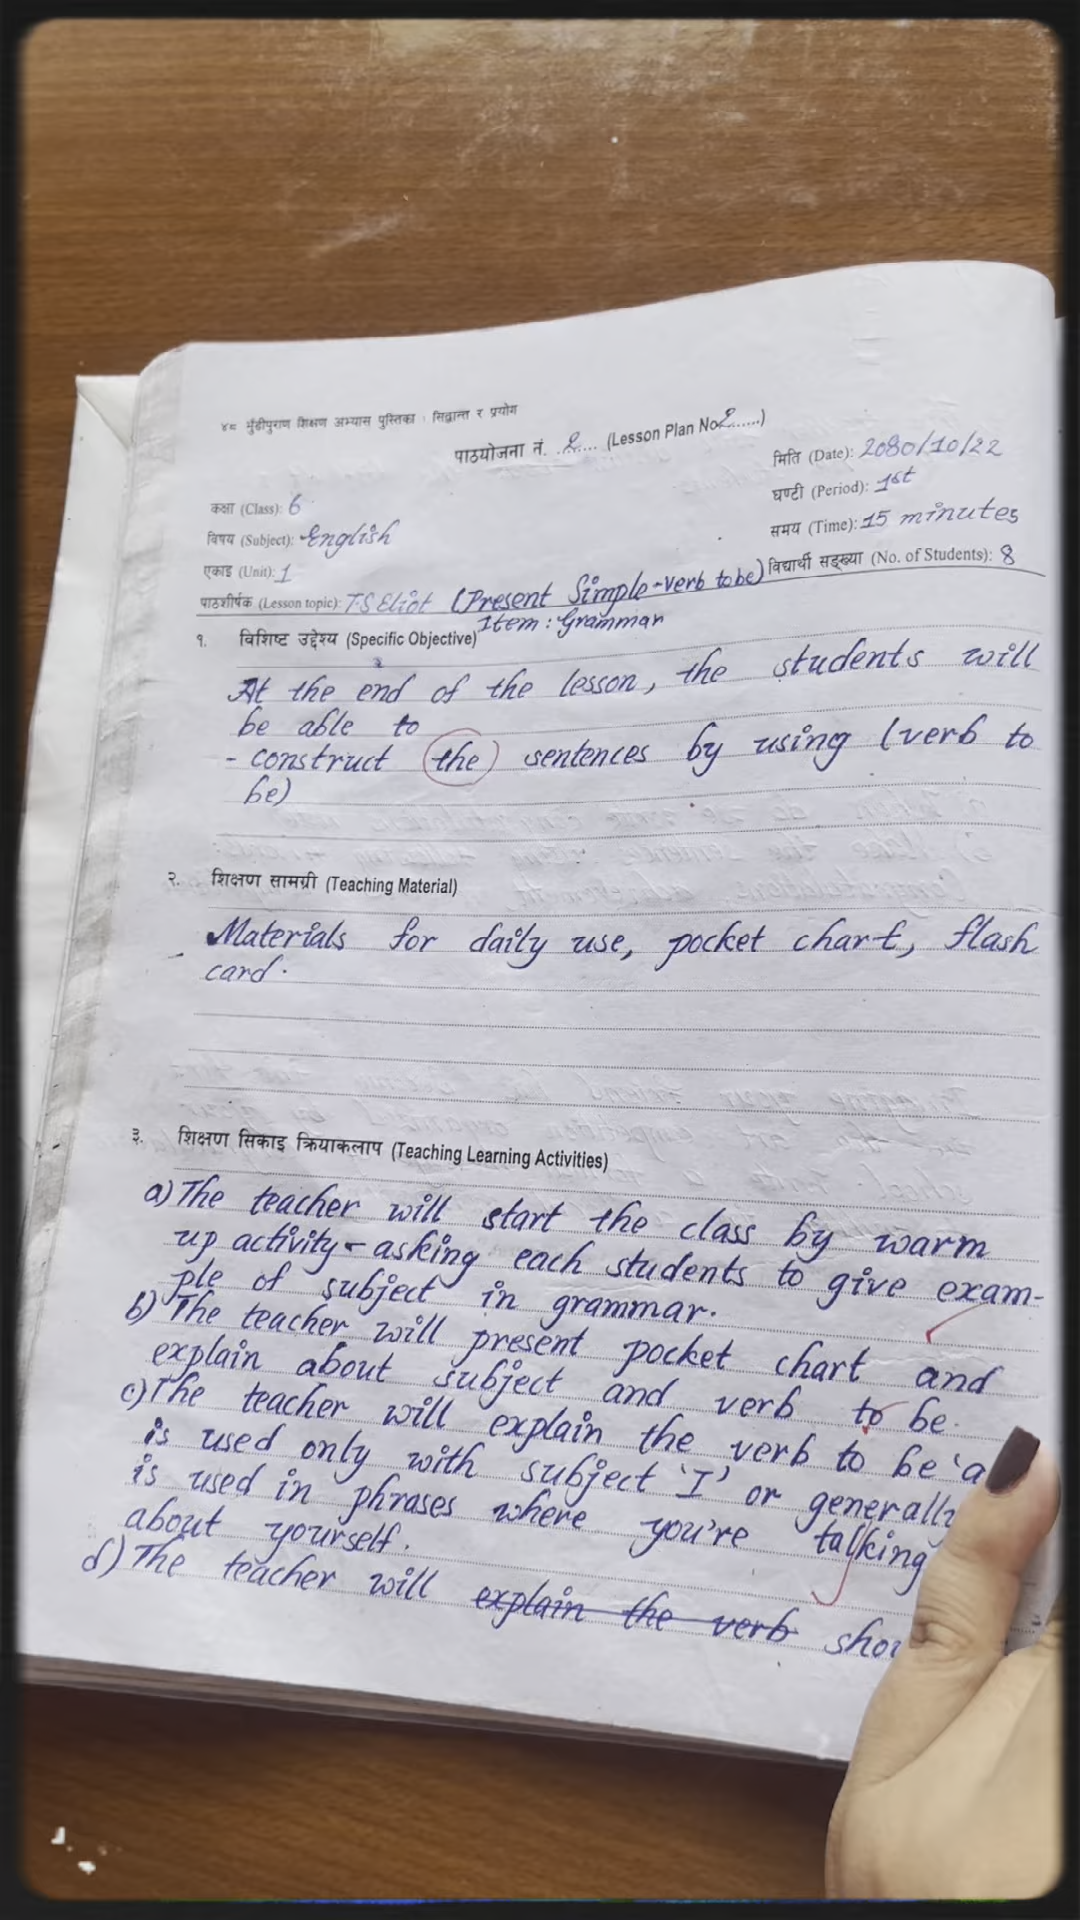 ४८ मुँडीपुराण शिक्षण अभ्यास पुस्तिका : सिद्धान्त र प्रयोग
पाठयोजना नं. ..2.... (Lesson Plan No2......)
मिति (Date): 2080/10/22
कक्षा (Class): 6
घण्टी (Period): 1st
विषय (Subject): English
समय (Time): 15 minutes
एकाइ (Unit): 1
विद्यार्थी सङ्ख्या (No. of Students): 8
पाठशीर्षक (Lesson topic): T.S Eliot (Present Simple-verb to be)
Item : Grammar
१. विशिष्ट उद्देश्य (Specific Objective)
At the end of the lesson, the students will
be able to
- construct the sentences by using (verb to
be)
२. शिक्षण सामग्री (Teaching Material)
Materials for daily use, pocket chart, flash
card.
३. शिक्षण सिकाइ क्रियाकलाप (Teaching Learning Activities)
a) The teacher will start the class by warm
up activity - asking each students to give exam-
ple of subject in grammar.
b) The teacher will present pocket chart and
explain about subject and verb to be.
c) The teacher will explain the verb to be 'a
is used only with subject 'I' or generally
is used in phrases where you're talking
about yourself.
d) The teacher will explain the verb